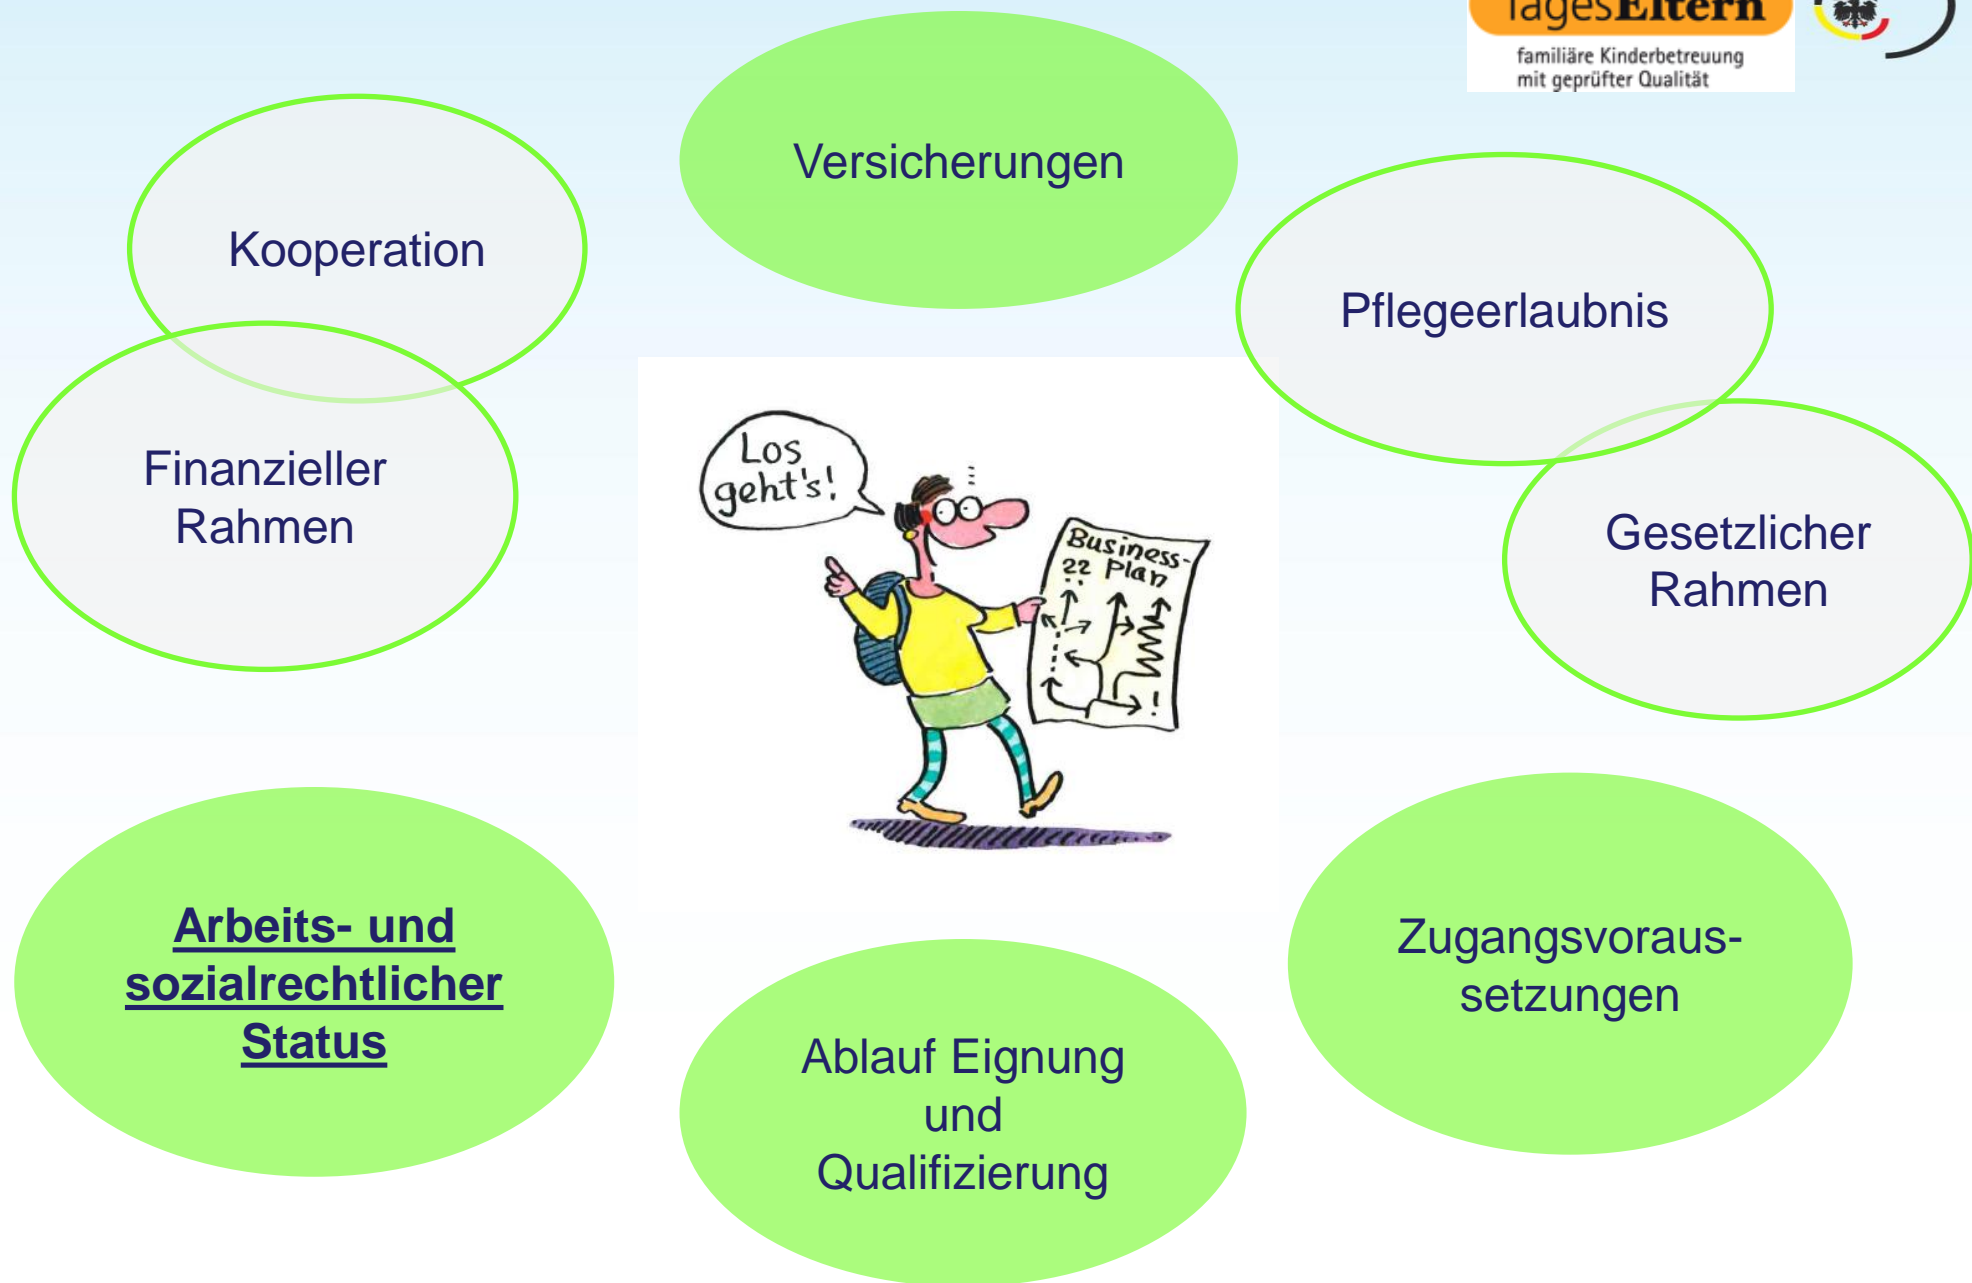 TagesEltern
familiäre Kinderbetreuung
mit geprüfter Qualität
Versicherungen
Kooperation
Pflegeerlaubnis
Finanzieller
Rahmen
Gesetzlicher
Rahmen
Los
geht's!
Business-
?? Plan
!
Arbeits- und
sozialrechtlicher
Status
Zugangsvoraus-
setzungen
Ablauf Eignung
und
Qualifizierung